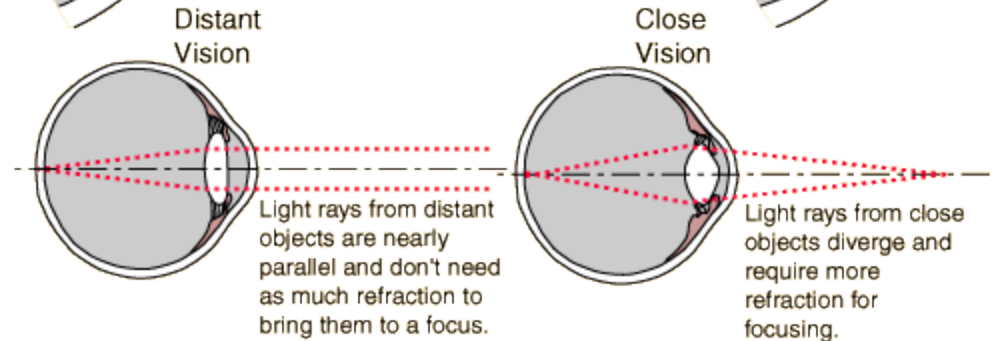 Distant
Vision
Light rays from distant
objects are nearly
parallel and don't need
as much refraction to
bring them to a focus.
Close
Vision
Light rays from close
objects diverge and
require more
refraction for
focusing.